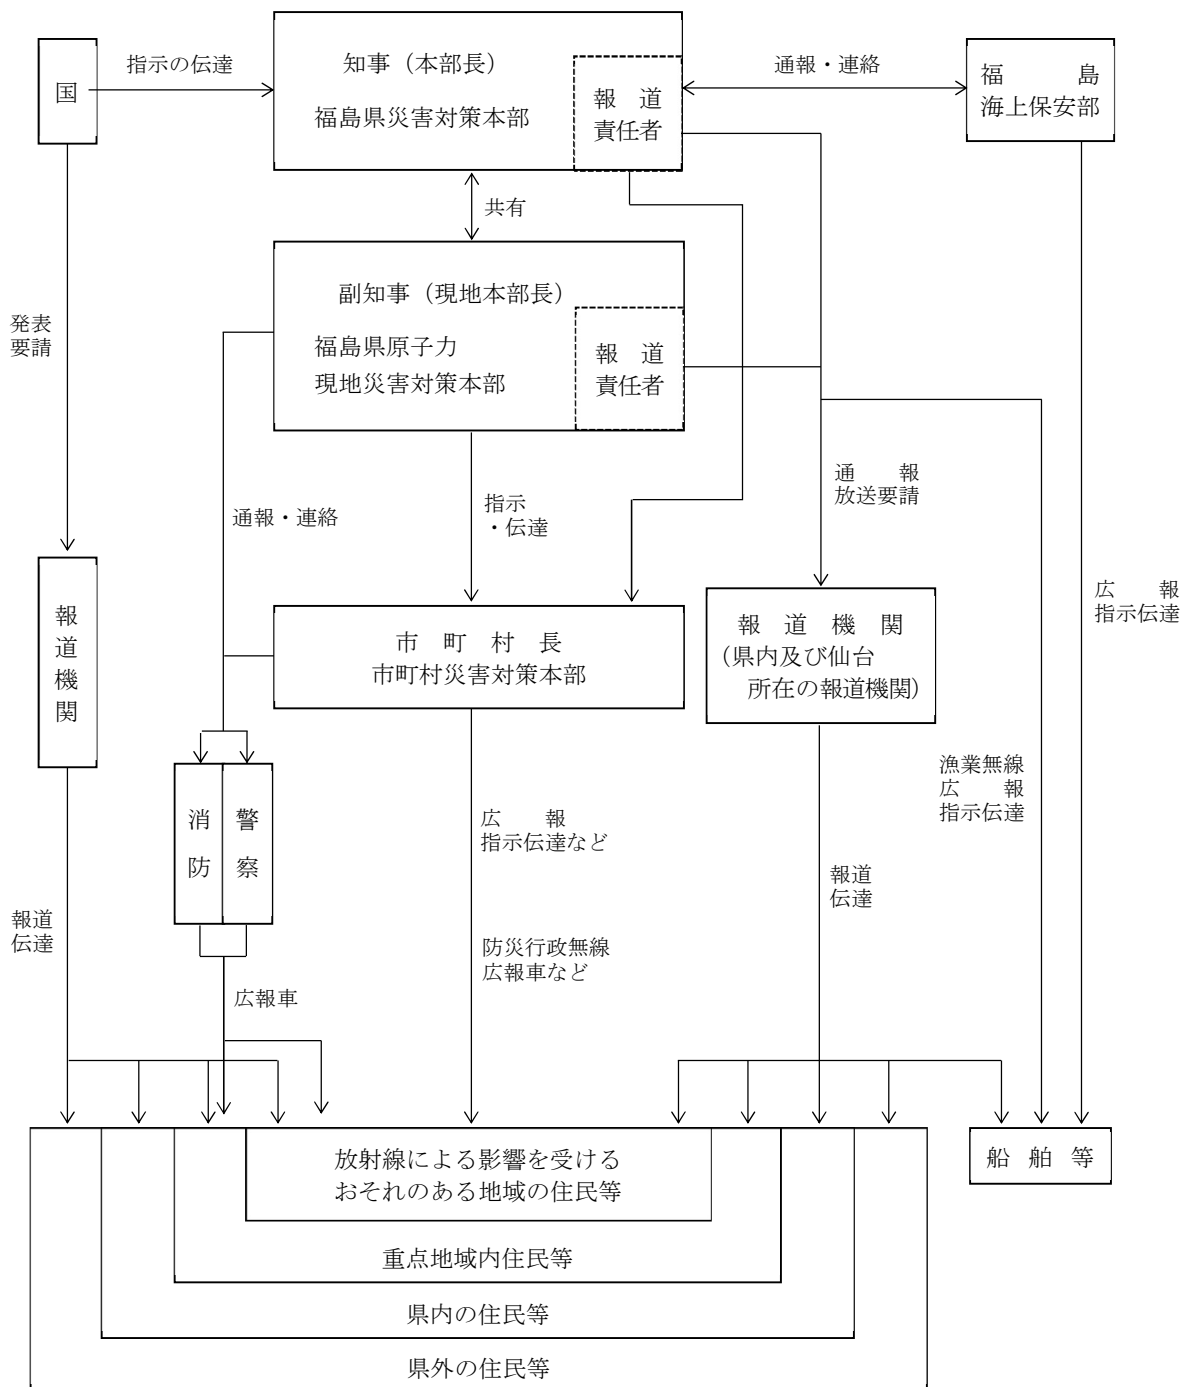 国
指示の伝達
知事（本部長）
福島県災害対策本部
報　道
責任者
通報・連絡
福　　島
海上保安部
共有
副知事（現地本部長）
福島県原子力
現地災害対策本部
報　道
責任者
発表
要請
通報・連絡
指示
・伝達
通　　報
放送要請
広　　報
指示伝達
報道機関
市　町　村　長
市町村災害対策本部
報　道　機　関
（県内及び仙台
所在の報道機関）
消防
警察
漁業無線
広　　報
指示伝達
広　　報
指示伝達など
報道
伝達
報道
伝達
防災行政無線
広報車など
広報車
放射線による影響を受ける
おそれのある地域の住民等
船　舶　等
重点地域内住民等
県内の住民等
県外の住民等